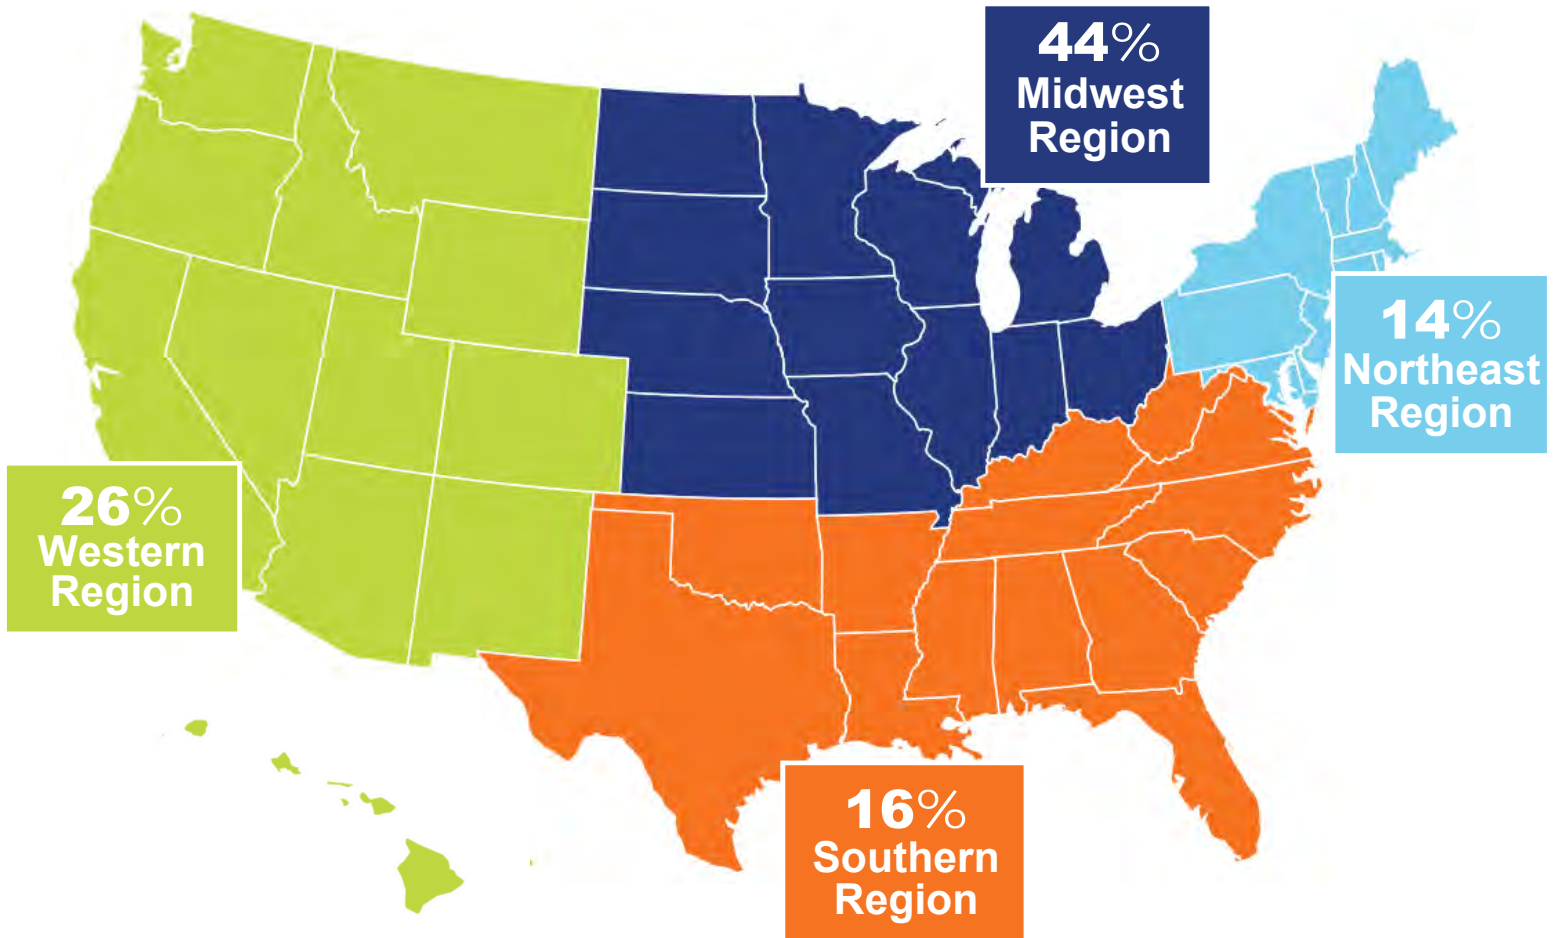 44%
Midwest
Region
14%
Northeast
Region
26%
Western
Region
16%
Southern
Region